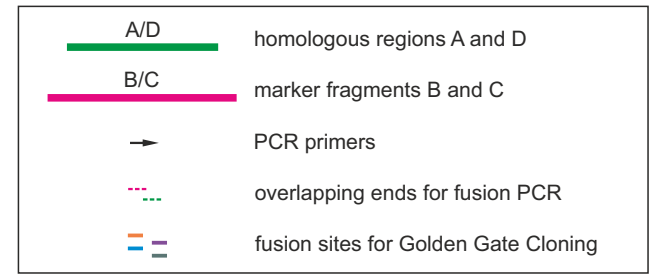 A/D homologous regions A and D
B/C marker fragments B and C
PCR primers
overlapping ends for fusion PCR
fusion sites for Golden Gate Cloning